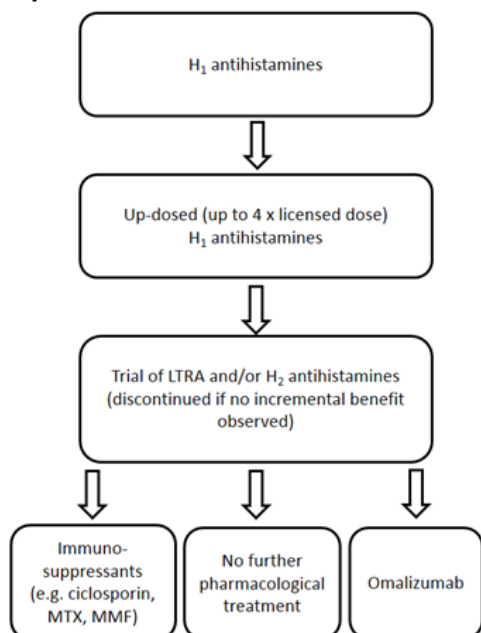 H₁ antihistamines
Up-dosed (up to 4 x licensed dose)
H₁ antihistamines
Trial of LTRA and/or H₂ antihistamines
(discontinued if no incremental benefit
observed)
Immuno-
suppressants
(e.g. ciclosporin,
MTX, MMF)
No further
pharmacological
treatment
Omalizumab